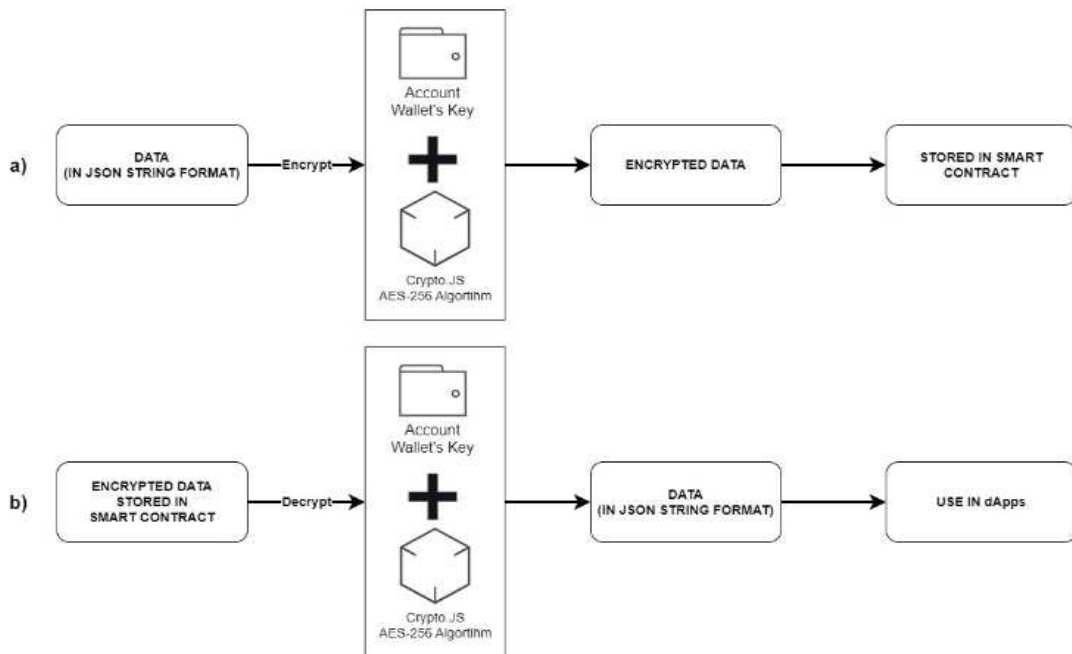 a)
DATA
(IN JSON STRING FORMAT)
Encrypt
Account
Wallet's Key
Crypto.JS
AES-256 Algortihm
ENCRYPTED DATA
STORED IN SMART
CONTRACT
b)
ENCRYPTED DATA
STORED IN
SMART CONTRACT
Decrypt
Account
Wallet's Key
Crypto.JS
AES-256 Algortihm
DATA
(IN JSON STRING FORMAT)
USE IN dApps